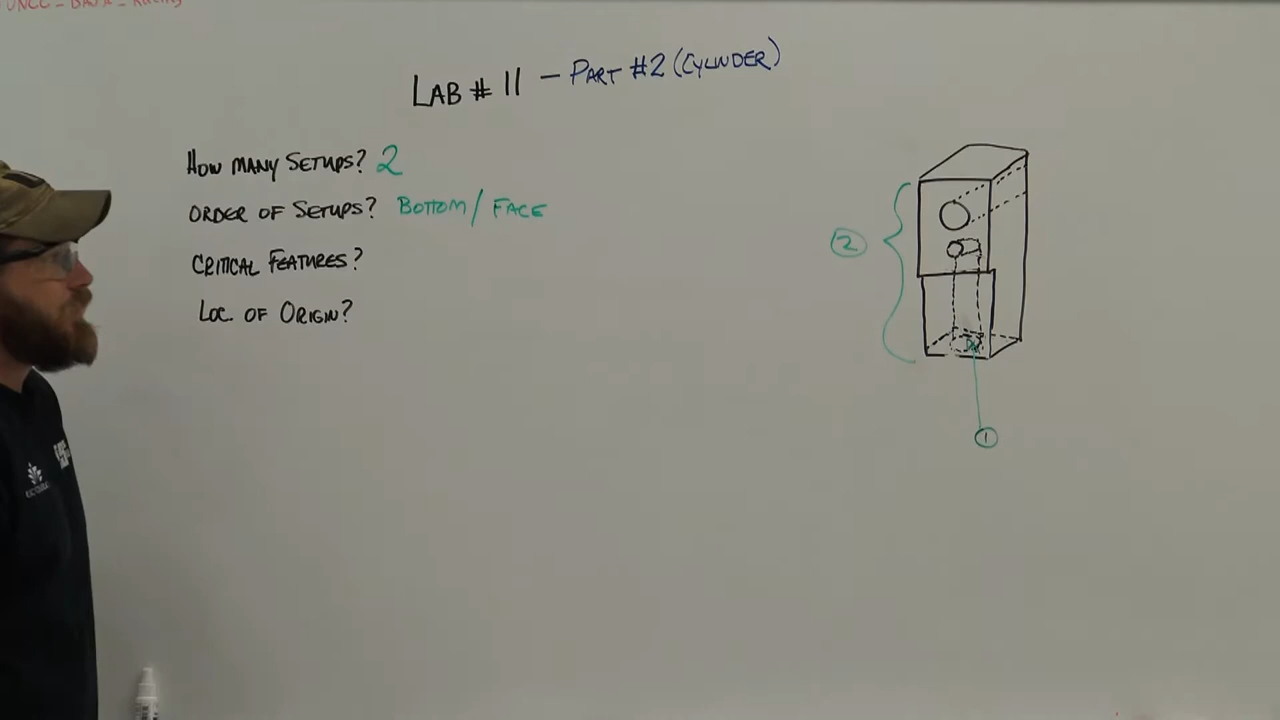 UNCC_BAJA_Racing
LAB # 11 — PART #2 (CYLINDER)
HOW MANY SETUPS? 2
ORDER OF SETUPS? BOTTOM / FACE
CRITICAL FEATURES?
LOC. OF ORIGIN?
2
1